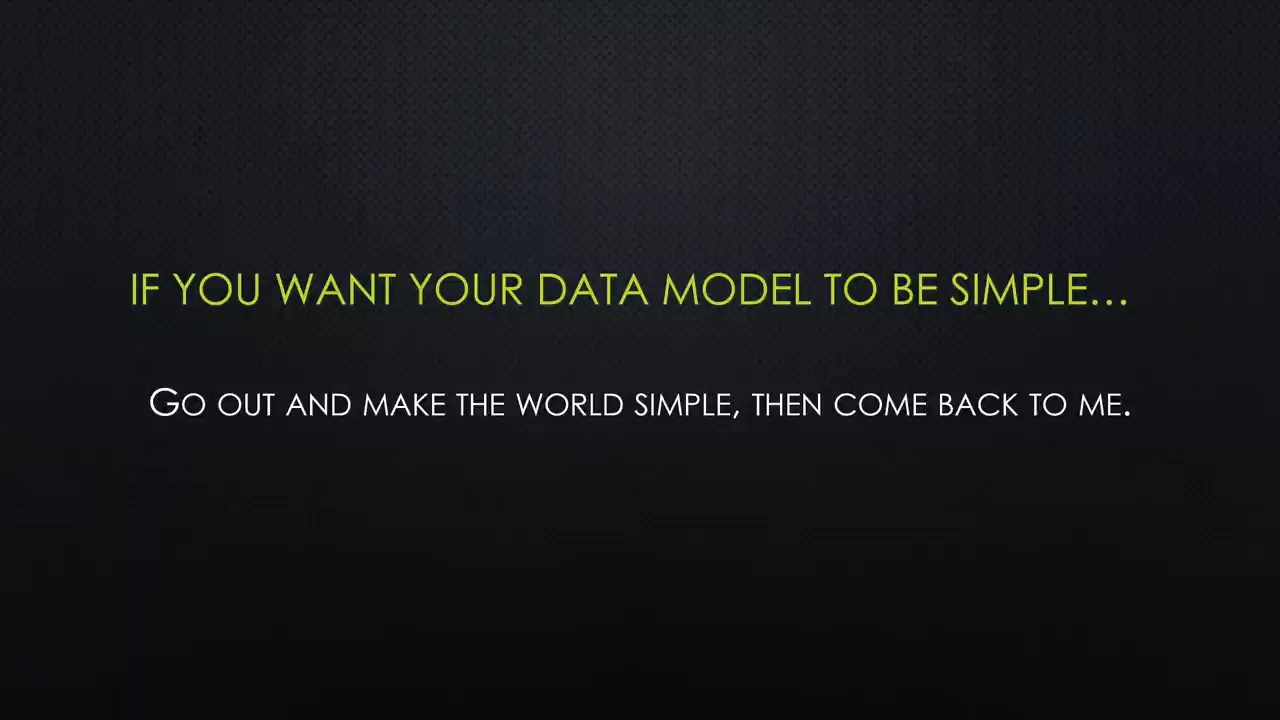 IF YOU WANT YOUR DATA MODEL TO BE SIMPLE…
GO OUT AND MAKE THE WORLD SIMPLE, THEN COME BACK TO ME.